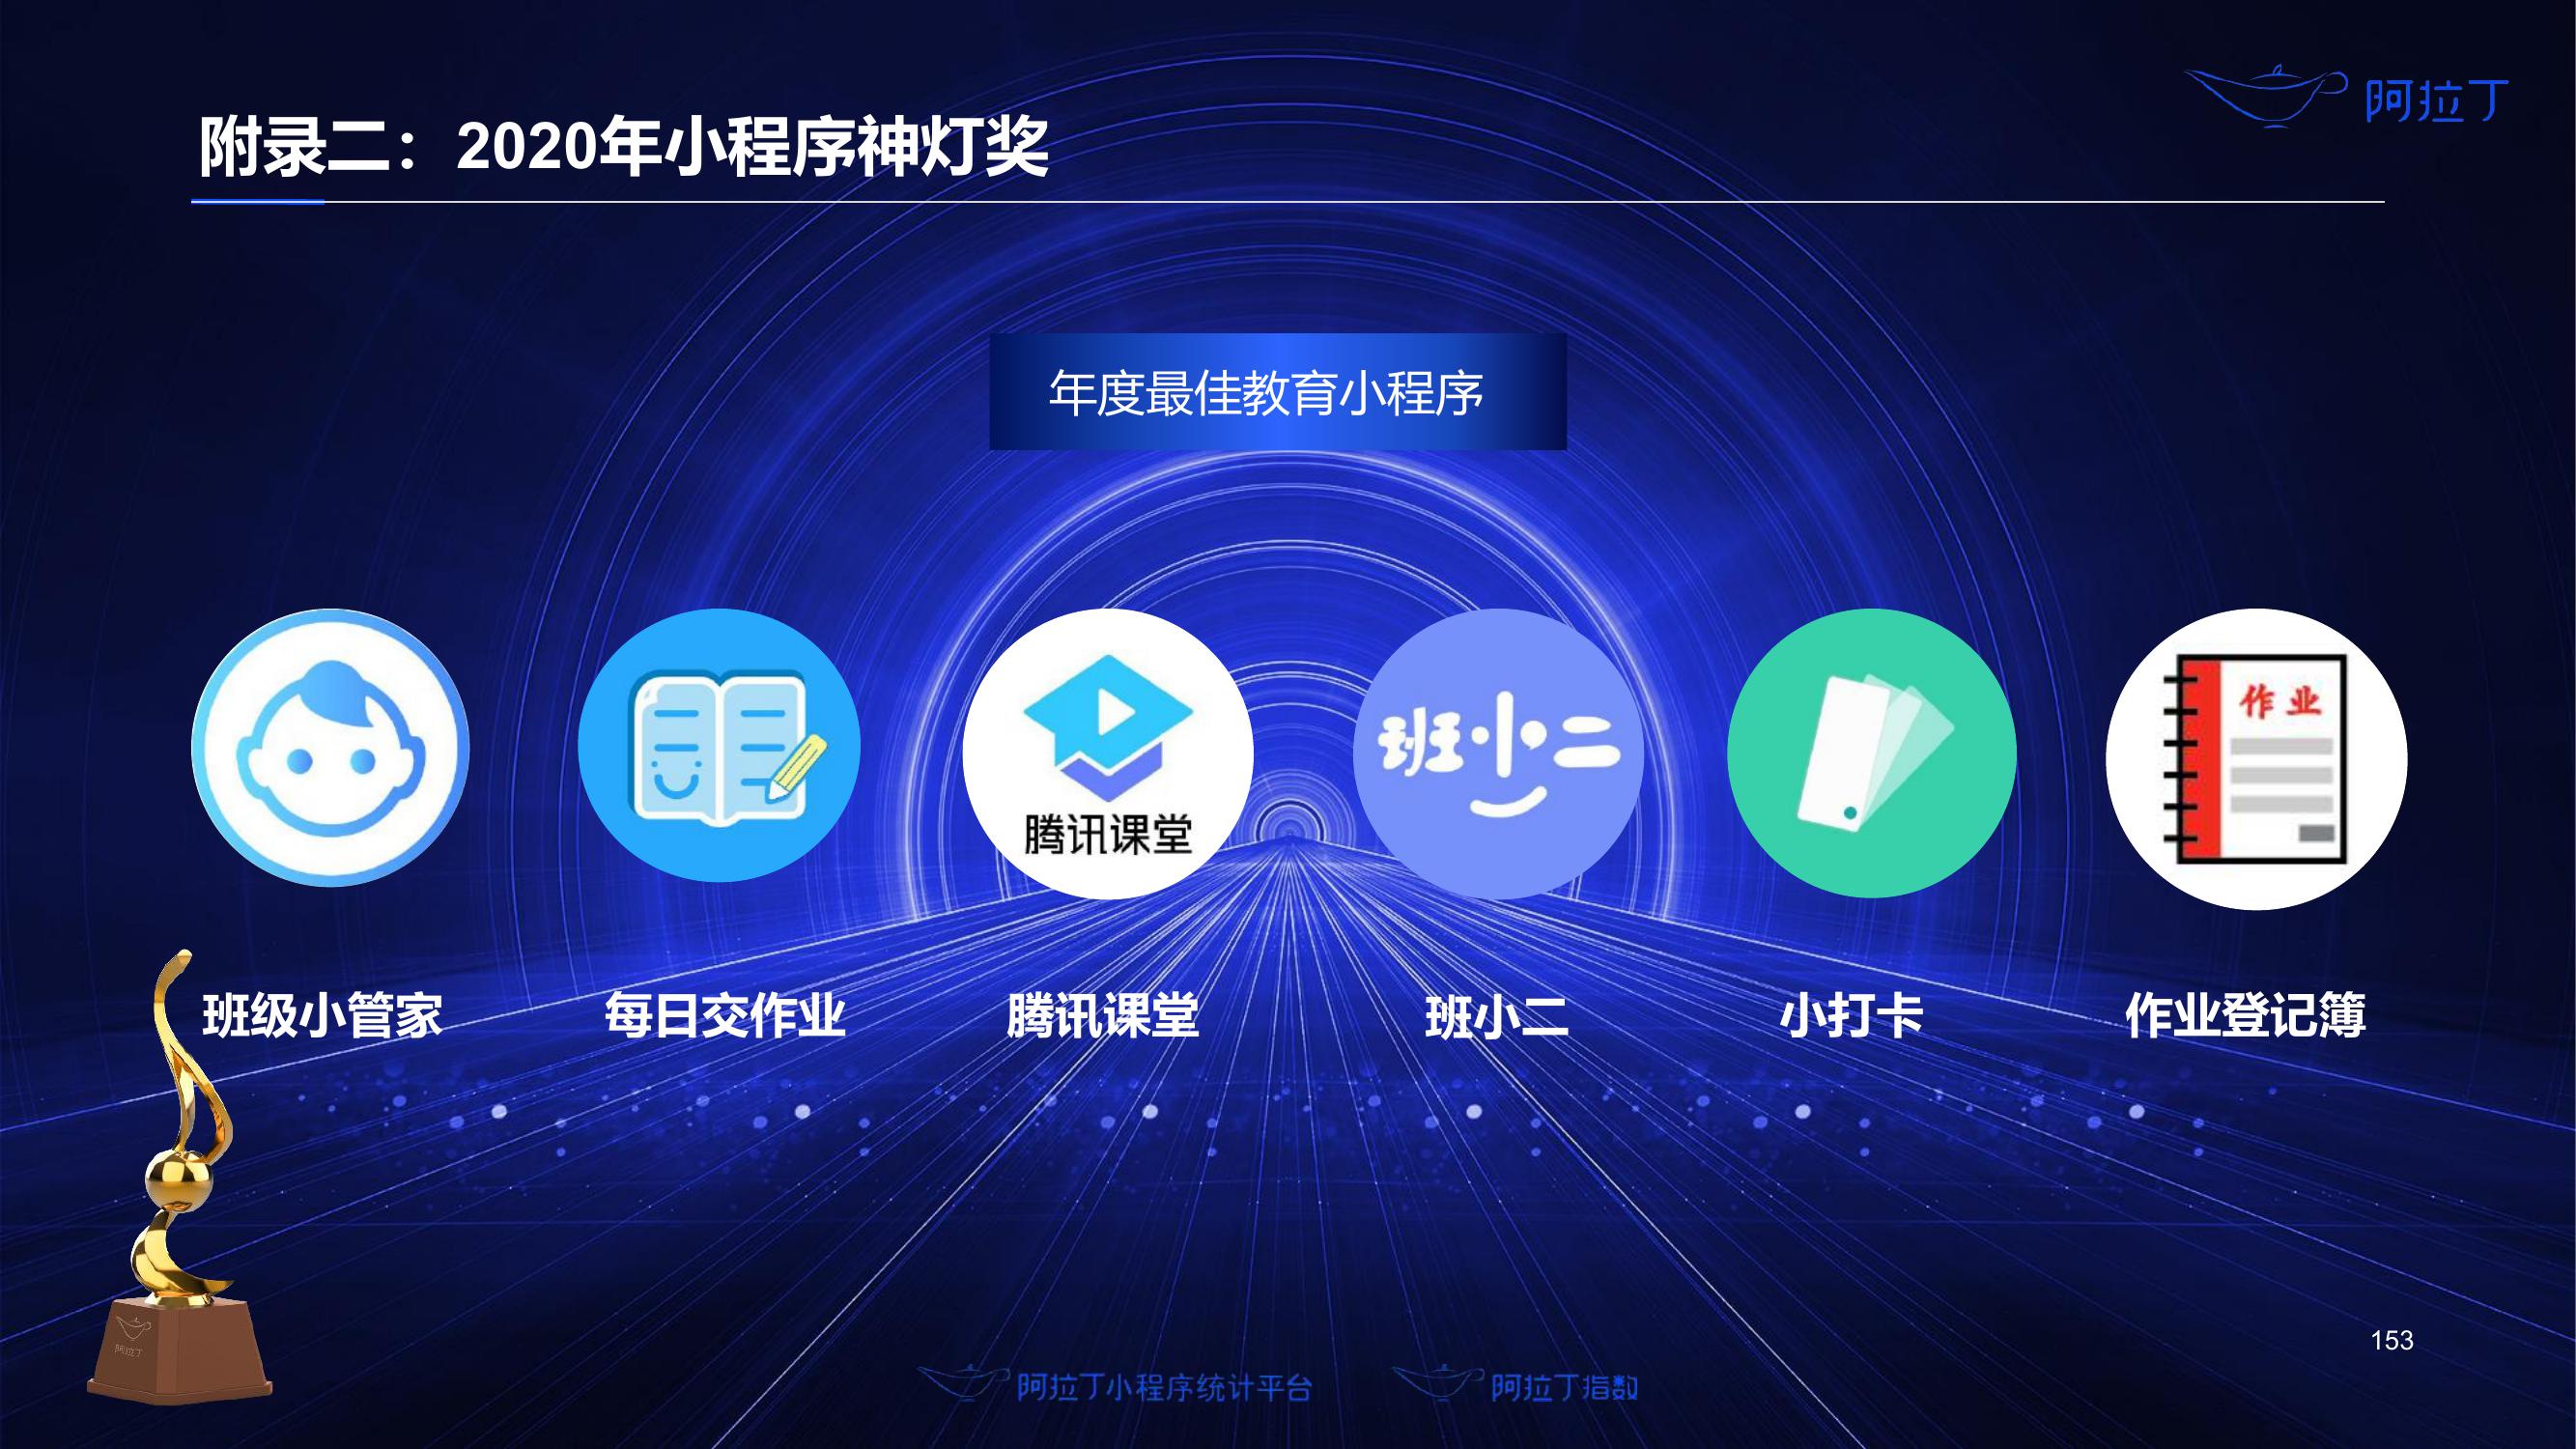 阿拉丁
附录二：2020年小程序神灯奖
年度最佳教育小程序
作业
班小二
腾讯课堂
班级小管家
每日交作业
腾讯课堂
班小二
小打卡
作业登记簿
阿拉丁
153
阿拉丁小程序统计平台
阿拉丁指数